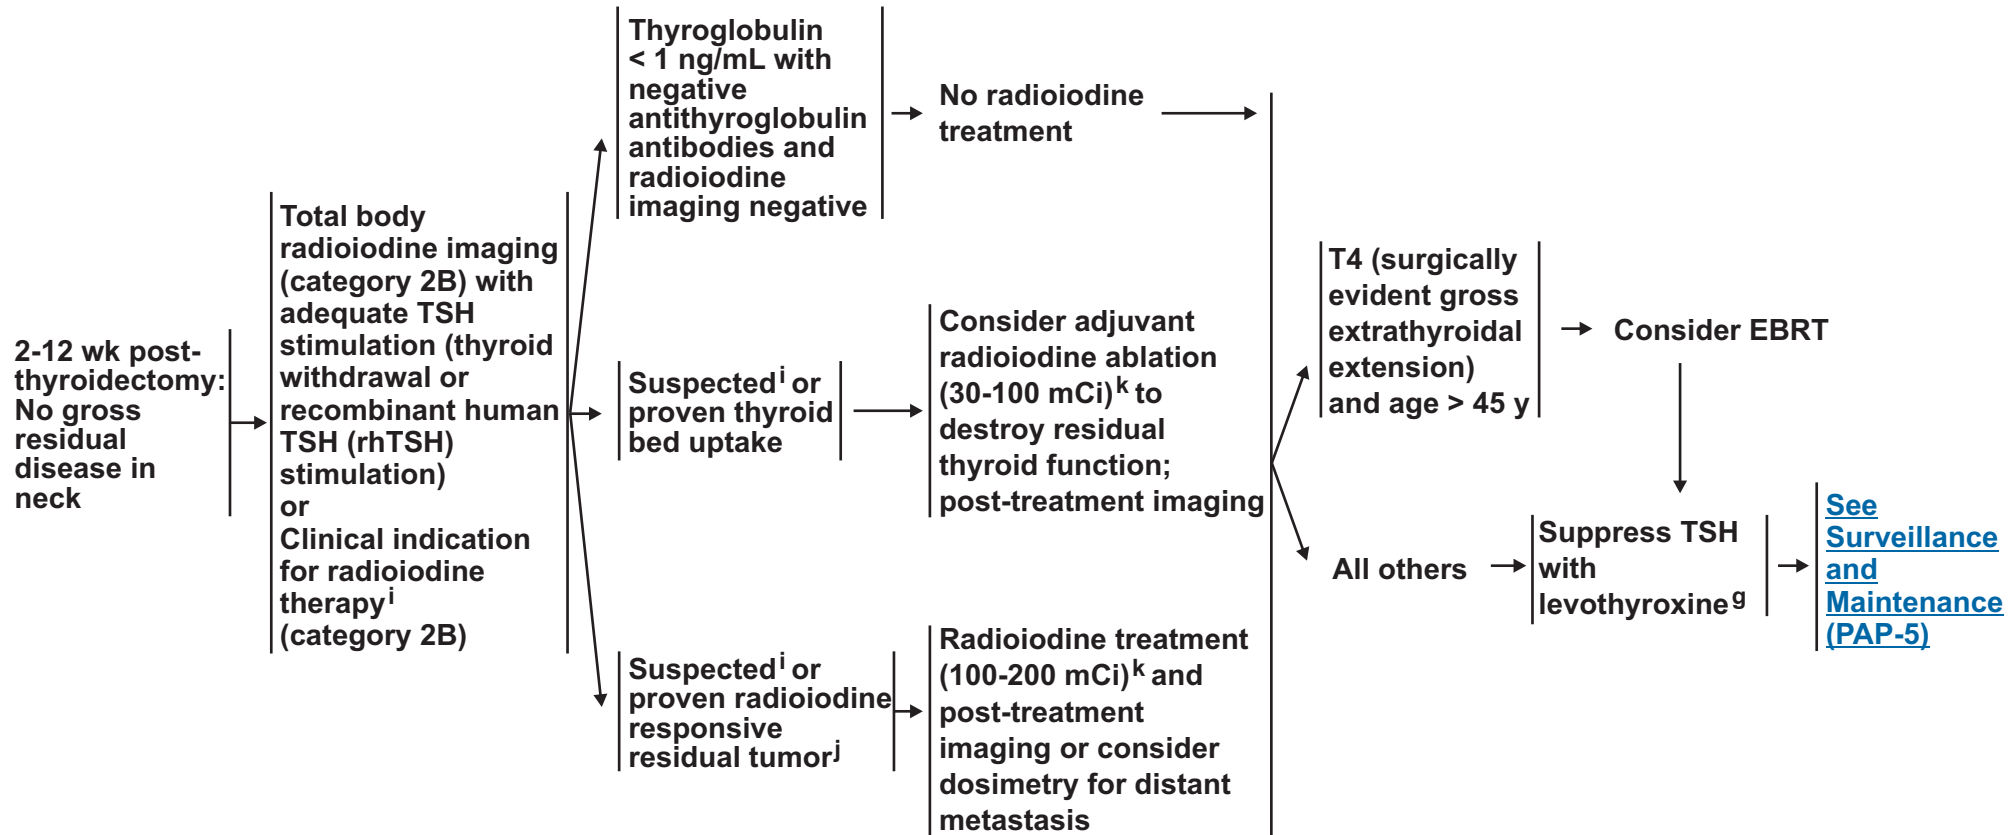 2-12 wk post-
thyroidectomy:
No gross
residual
disease in
neck
Total body
radioiodine imaging
(category 2B) with
adequate TSH
stimulation (thyroid
withdrawal or
recombinant human
TSH (rhTSH)
stimulation)
or
Clinical indication
for radioiodine
therapy i
(category 2B)
Thyroglobulin
< 1 ng/mL with
negative
antithyroglobulin
antibodies and
radioiodine
imaging negative
No radioiodine
treatment
Suspected i or
proven thyroid
bed uptake
Consider adjuvant
radioiodine ablation
(30-100 mCi) k to
destroy residual
thyroid function;
post-treatment imaging
Suspected i or
proven radioiodine
responsive
residual tumor j
Radioiodine treatment
(100-200 mCi) k and
post-treatment
imaging or consider
dosimetry for distant
metastasis
T4 (surgically
evident gross
extrathyroidal
extension)
and age > 45 y
Consider EBRT
All others
Suppress TSH
with
levothyroxine g
See
Surveillance
and
Maintenance
(PAP-5)